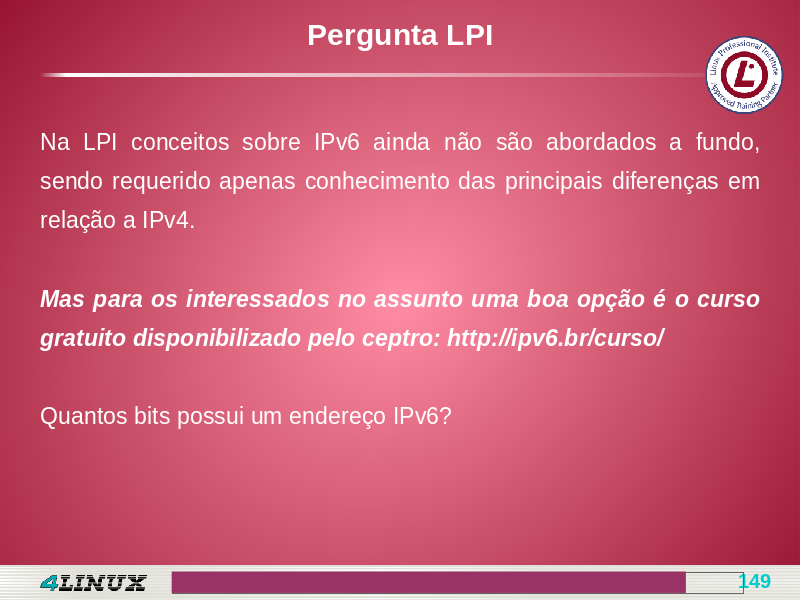 Pergunta LPI
Linux Professional Institute
Approved Training Partner
Na LPI conceitos sobre IPv6 ainda não são abordados a fundo,
sendo requerido apenas conhecimento das principais diferenças em
relação a IPv4.
Mas para os interessados no assunto uma boa opção é o curso
gratuito disponibilizado pelo ceptro: http://ipv6.br/curso/
Quantos bits possui um endereço IPv6?
4LINUX
149